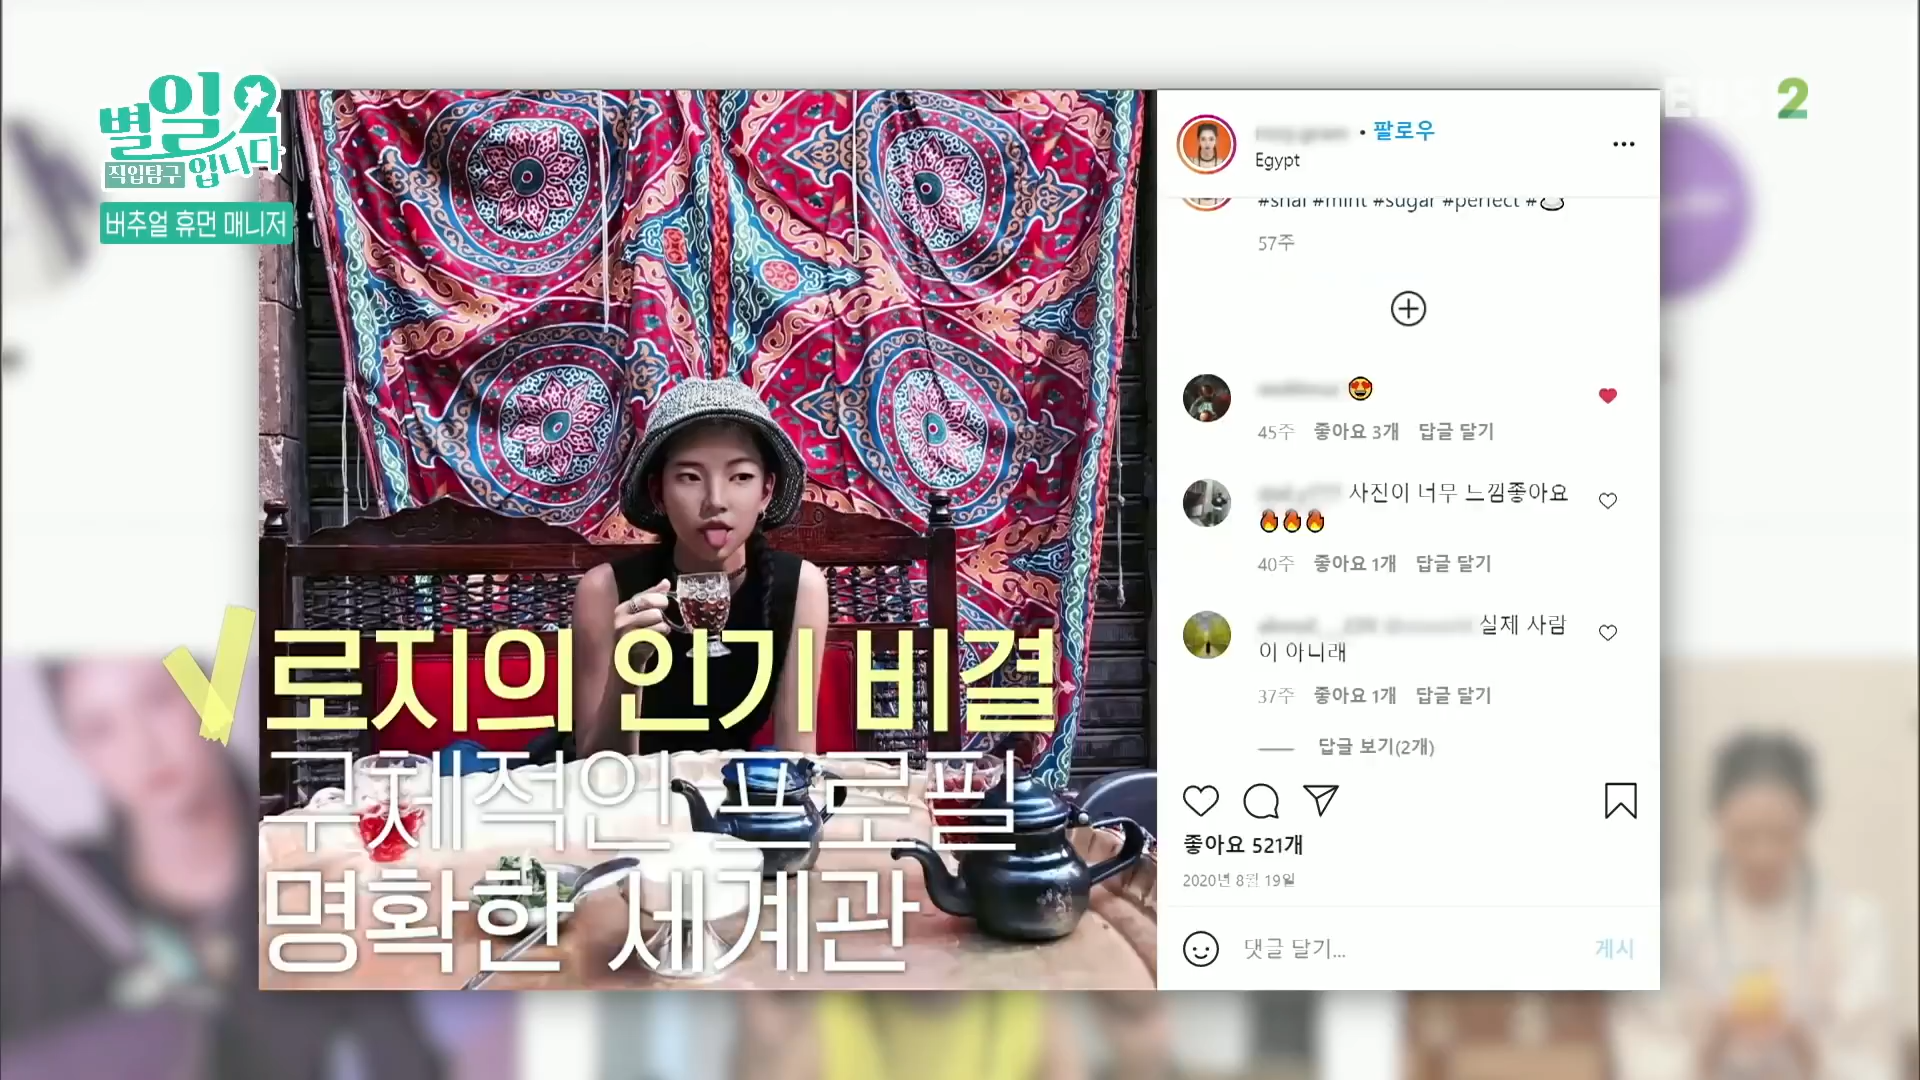 별일2
입니다
직업탐구
버추얼 휴먼 매니저
EBS 2
• 팔로우
Egypt
#shai #mint #sugar #perfect #
57주
45주 좋아요 3개 답글 달기
사진이 너무 느낌좋아요
40주 좋아요 1개 답글 달기
실제 사람
이 아니래
37주 좋아요 1개 답글 달기
답글 보기(2개)
좋아요 521개
2020년 8월 19일
댓글 달기... 게시
로지의 인기 비결
구체적인 프로필
명확한 세계관